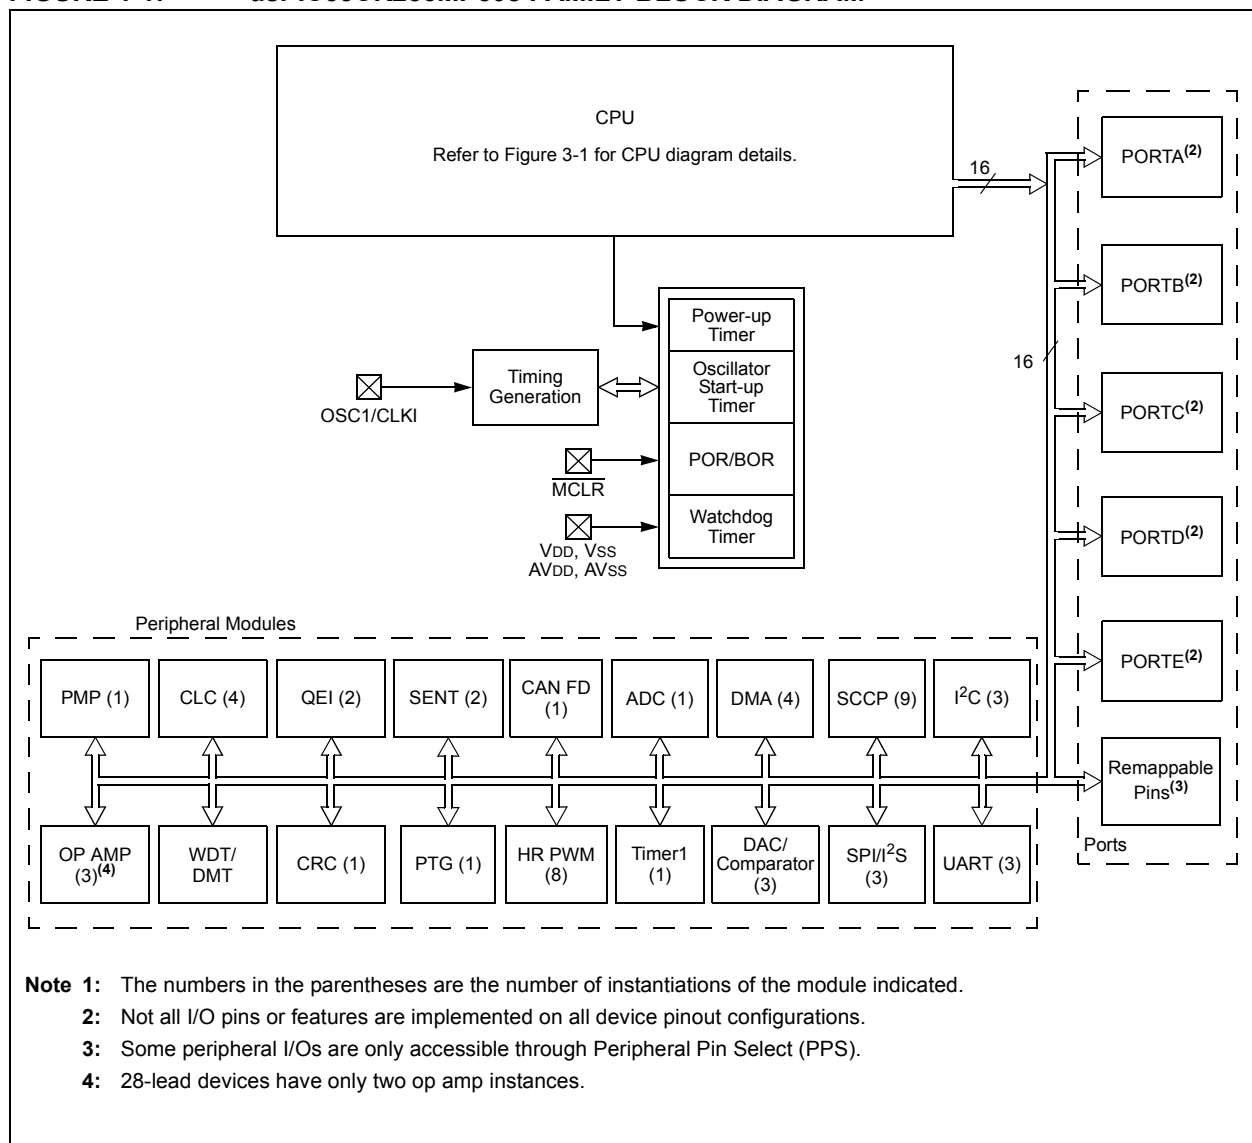 CPU
Refer to Figure 3-1 for CPU diagram details.
16
PORTA(2)
PORTB(2)
16
PORTC(2)
PORTD(2)
PORTE(2)
Remappable
Pins(3)
Ports
Power-up
Timer
Oscillator
Start-up
Timer
POR/BOR
Watchdog
Timer
Timing
Generation
OSC1/CLKI
MCLR
VDD, VSS
AVDD, AVSS
Peripheral Modules
PMP (1)
CLC (4)
QEI (2)
SENT (2)
CAN FD
(1)
ADC (1)
DMA (4)
SCCP (9)
I2C (3)
OP AMP
(3)(4)
WDT/
DMT
CRC (1)
PTG (1)
HR PWM
(8)
Timer1
(1)
DAC/
Comparator
(3)
SPI/I2S
(3)
UART (3)
Note 1: The numbers in the parentheses are the number of instantiations of the module indicated.
2: Not all I/O pins or features are implemented on all device pinout configurations.
3: Some peripheral I/Os are only accessible through Peripheral Pin Select (PPS).
4: 28-lead devices have only two op amp instances.